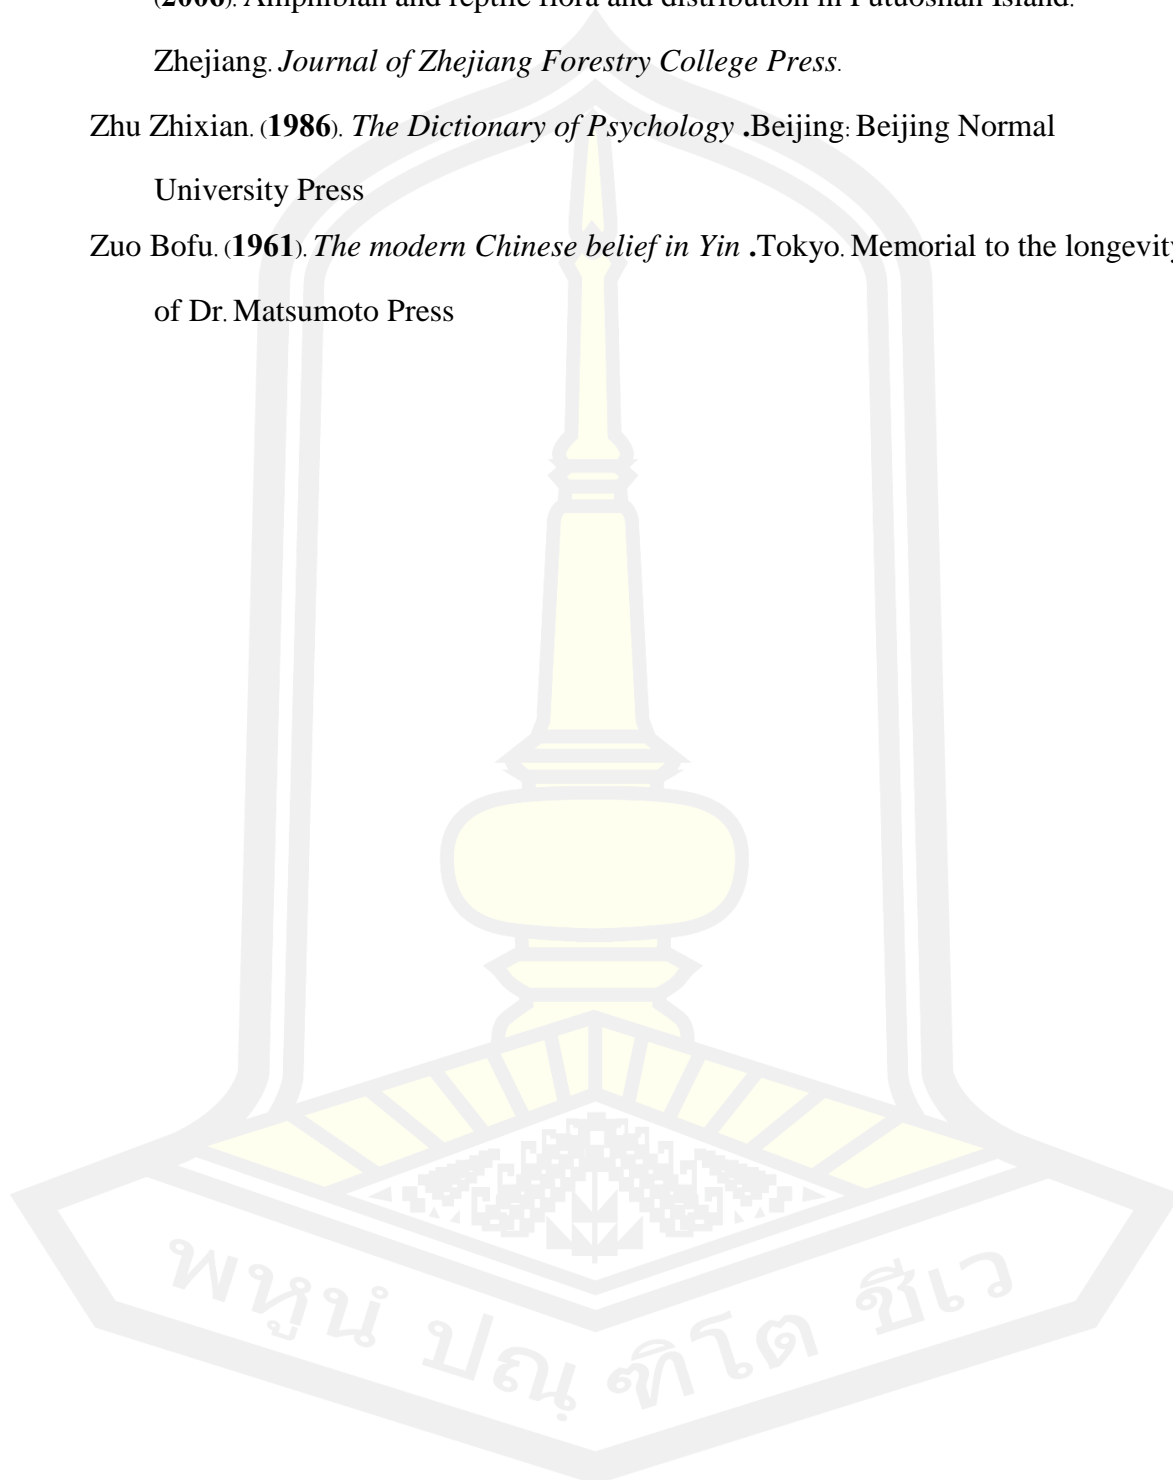 (2006). Amphibian and reptile flora and distribution in Putuoshan Island.
Zhejiang. Journal of Zhejiang Forestry College Press.
Zhu Zhixian. (1986). The Dictionary of Psychology .Beijing: Beijing Normal
University Press
Zuo Bofu. (1961). The modern Chinese belief in Yin .Tokyo. Memorial to the longevity
of Dr. Matsumoto Press
พหูนํ ปณฺฑิโต ชีเว